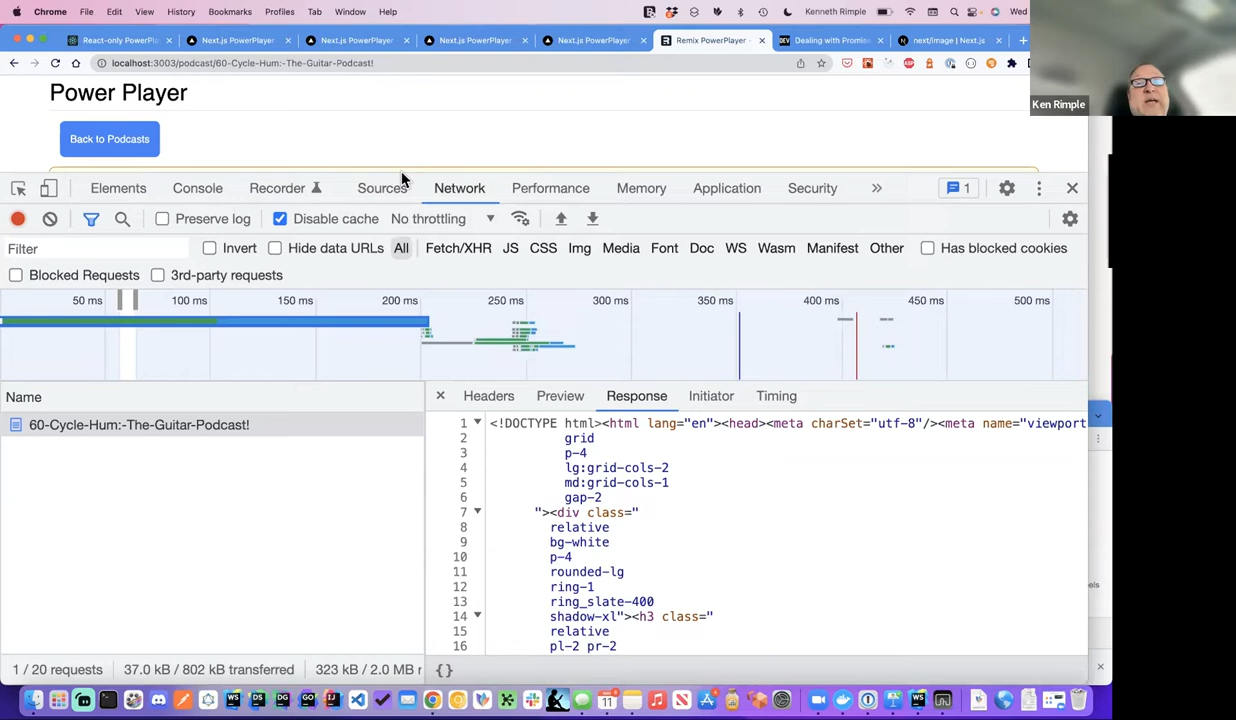 Chrome File Edit View History Bookmarks Profiles Tab Window Help Kenneth Rimple Wed
React-only PowerPl Next.js PowerPlayer Next.js PowerPlayer Next.js PowerPlayer Next.js PowerPlayer Remix PowerPlayer - Dealing with Promis next/image | Next.js
localhost:3003/podcast/60-Cycle-Hum:-The-Guitar-Podcast!
Power Player
Ken Rimple
Back to Podcasts
Elements Console Recorder Sources Network Performance Memory Application Security 1
Preserve log Disable cache No throttling
Filter Invert Hide data URLs All Fetch/XHR JS CSS Img Media Font Doc WS Wasm Manifest Other Has blocked cookies
Blocked Requests 3rd-party requests
50 ms 100 ms 150 ms 200 ms 250 ms 300 ms 350 ms 400 ms 450 ms 500 ms
Name Headers Preview Response Initiator Timing
60-Cycle-Hum:-The-Guitar-Podcast!
1 <!DOCTYPE html><html lang="en"><head><meta charSet="utf-8"/><meta name="viewport
2 grid
3 p-4
4 lg:grid-cols-2
5 md:grid-cols-1
6 gap-2
7 "><div class="
8 relative
9 bg-white
10 p-4
11 rounded-lg
12 ring-1
13 ring_slate-400
14 shadow-xl"><h3 class="
15 relative
16 pl-2 pr-2
1 / 20 requests 37.0 kB / 802 kB transferred 323 kB / 2.0 MB r {}